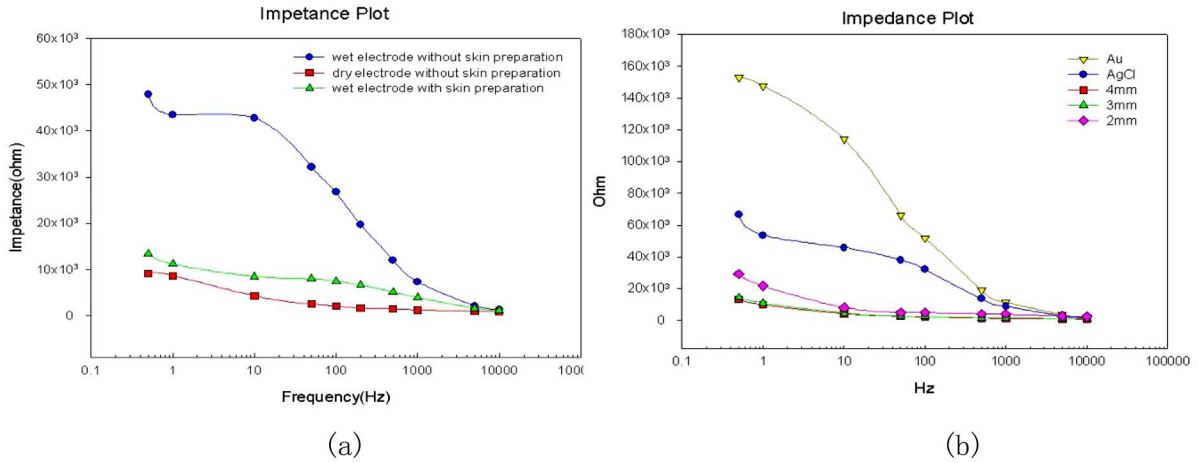 Impetance Plot
60x10³
50x10³
40x10³
30x10³
20x10³
10x10³
0
Impetance(ohm)
wet electrode without skin preparation
dry electrode without skin preparation
wet electrode with skin preparation
0.1 1 10 100 1000 10000
Frequency(Hz)
(a)
Impedance Plot
180x10³
160x10³
140x10³
120x10³
100x10³
80x10³
60x10³
40x10³
20x10³
0
Ohm
Au
AgCl
4mm
3mm
2mm
0.1 1 10 100 1000 10000 100000
Hz
(b)